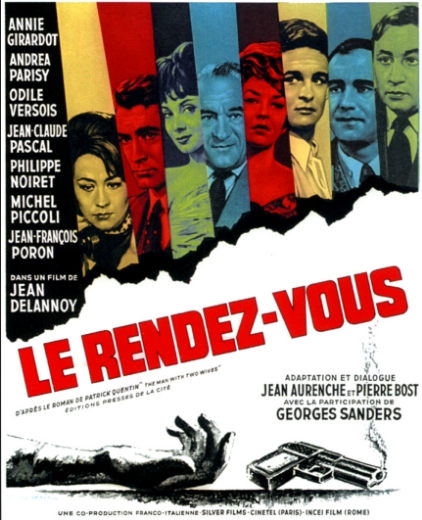 ANNIE
GIRARDOT
ANDREA
PARISY
ODILE
VERSOIS
JEAN-CLAUDE
PASCAL
PHILIPPE
NOIRET
MICHEL
PICCOLI
JEAN-FRANÇOIS
PORON
DANS UN FILM DE
JEAN
DELANNOY
LE RENDEZ-VOUS
D'APRÈS LE ROMAN DE PATRICK QUENTIN "THE MAN WITH TWO WIVES"
ÉDITIONS PRESSES DE LA CITÉ
ADAPTATION ET DIALOGUE
JEAN AURENCHE ET PIERRE BOST
AVEC LA PARTICIPATION DE
GEORGES SANDERS
UNE CO-PRODUCTION FRANCO-ITALIENNE-SILVER FILMS-CINETEL (PARIS)-INCEI FILM (ROME)